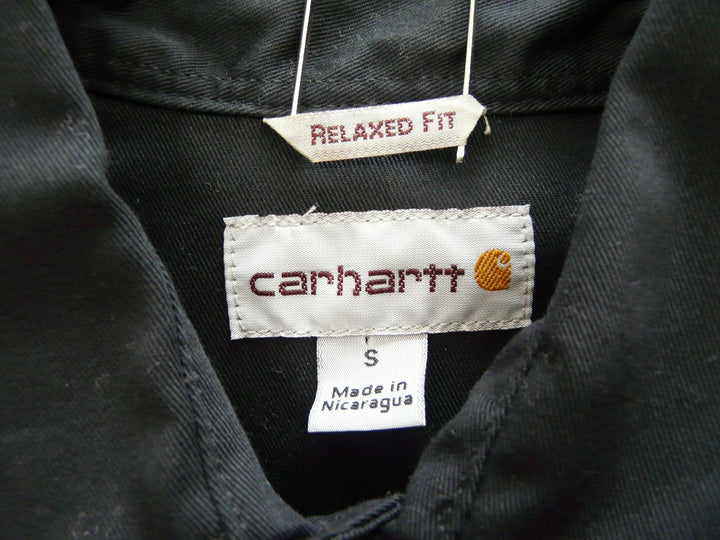 RELAXED FIT
carhartt
S
Made in
Nicaragua